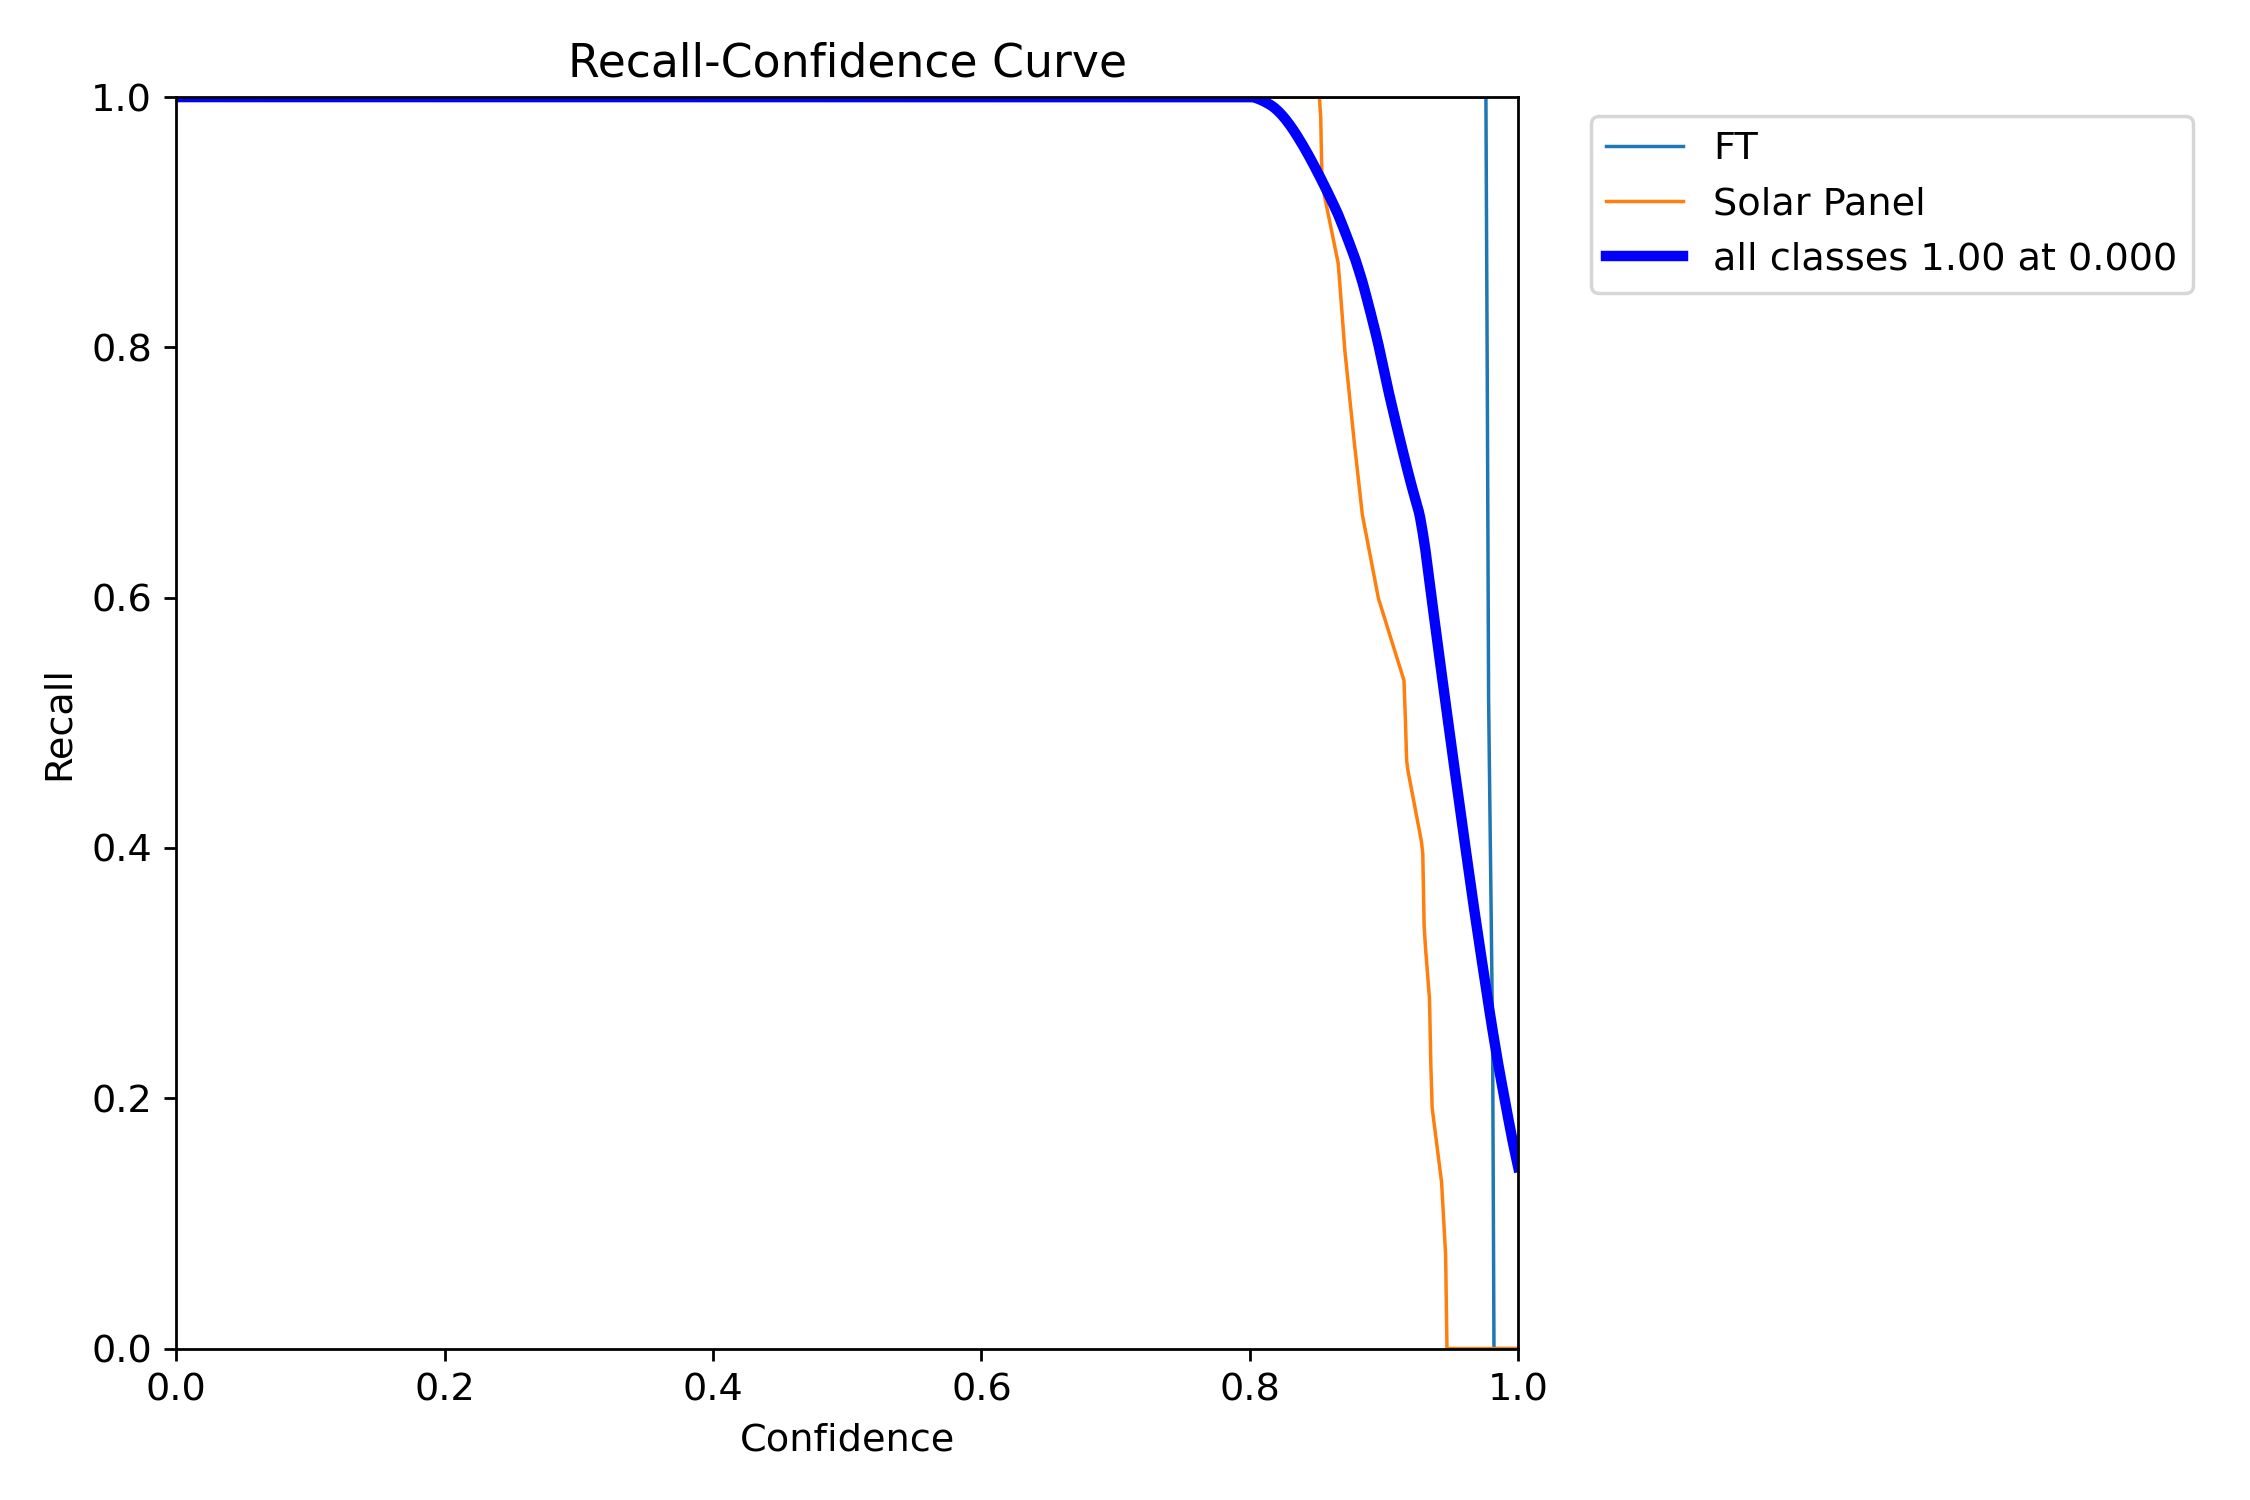 Recall-Confidence Curve
1.0
0.8
0.6
0.4
0.2
0.0
Recall
0.0 0.2 0.4 0.6 0.8 1.0
Confidence
FT
Solar Panel
all classes 1.00 at 0.000